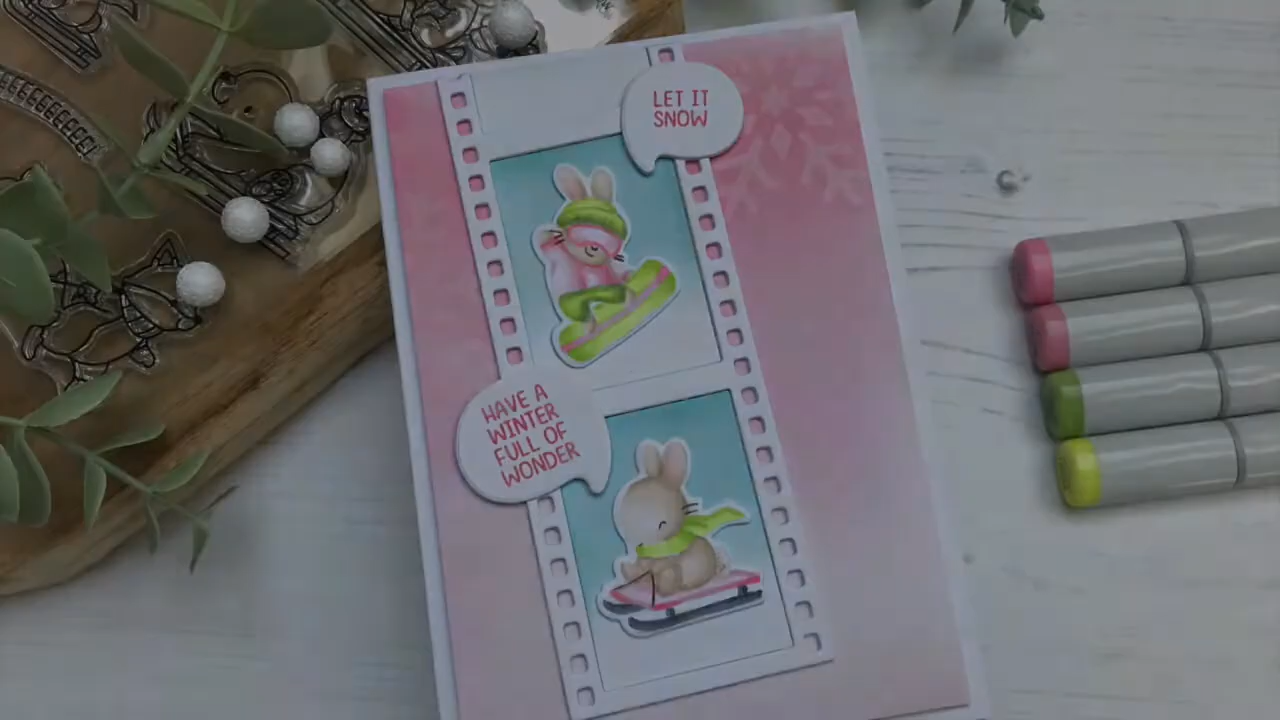 LET IT
SNOW
HAVE A
WINTER
FULL OF
WONDER